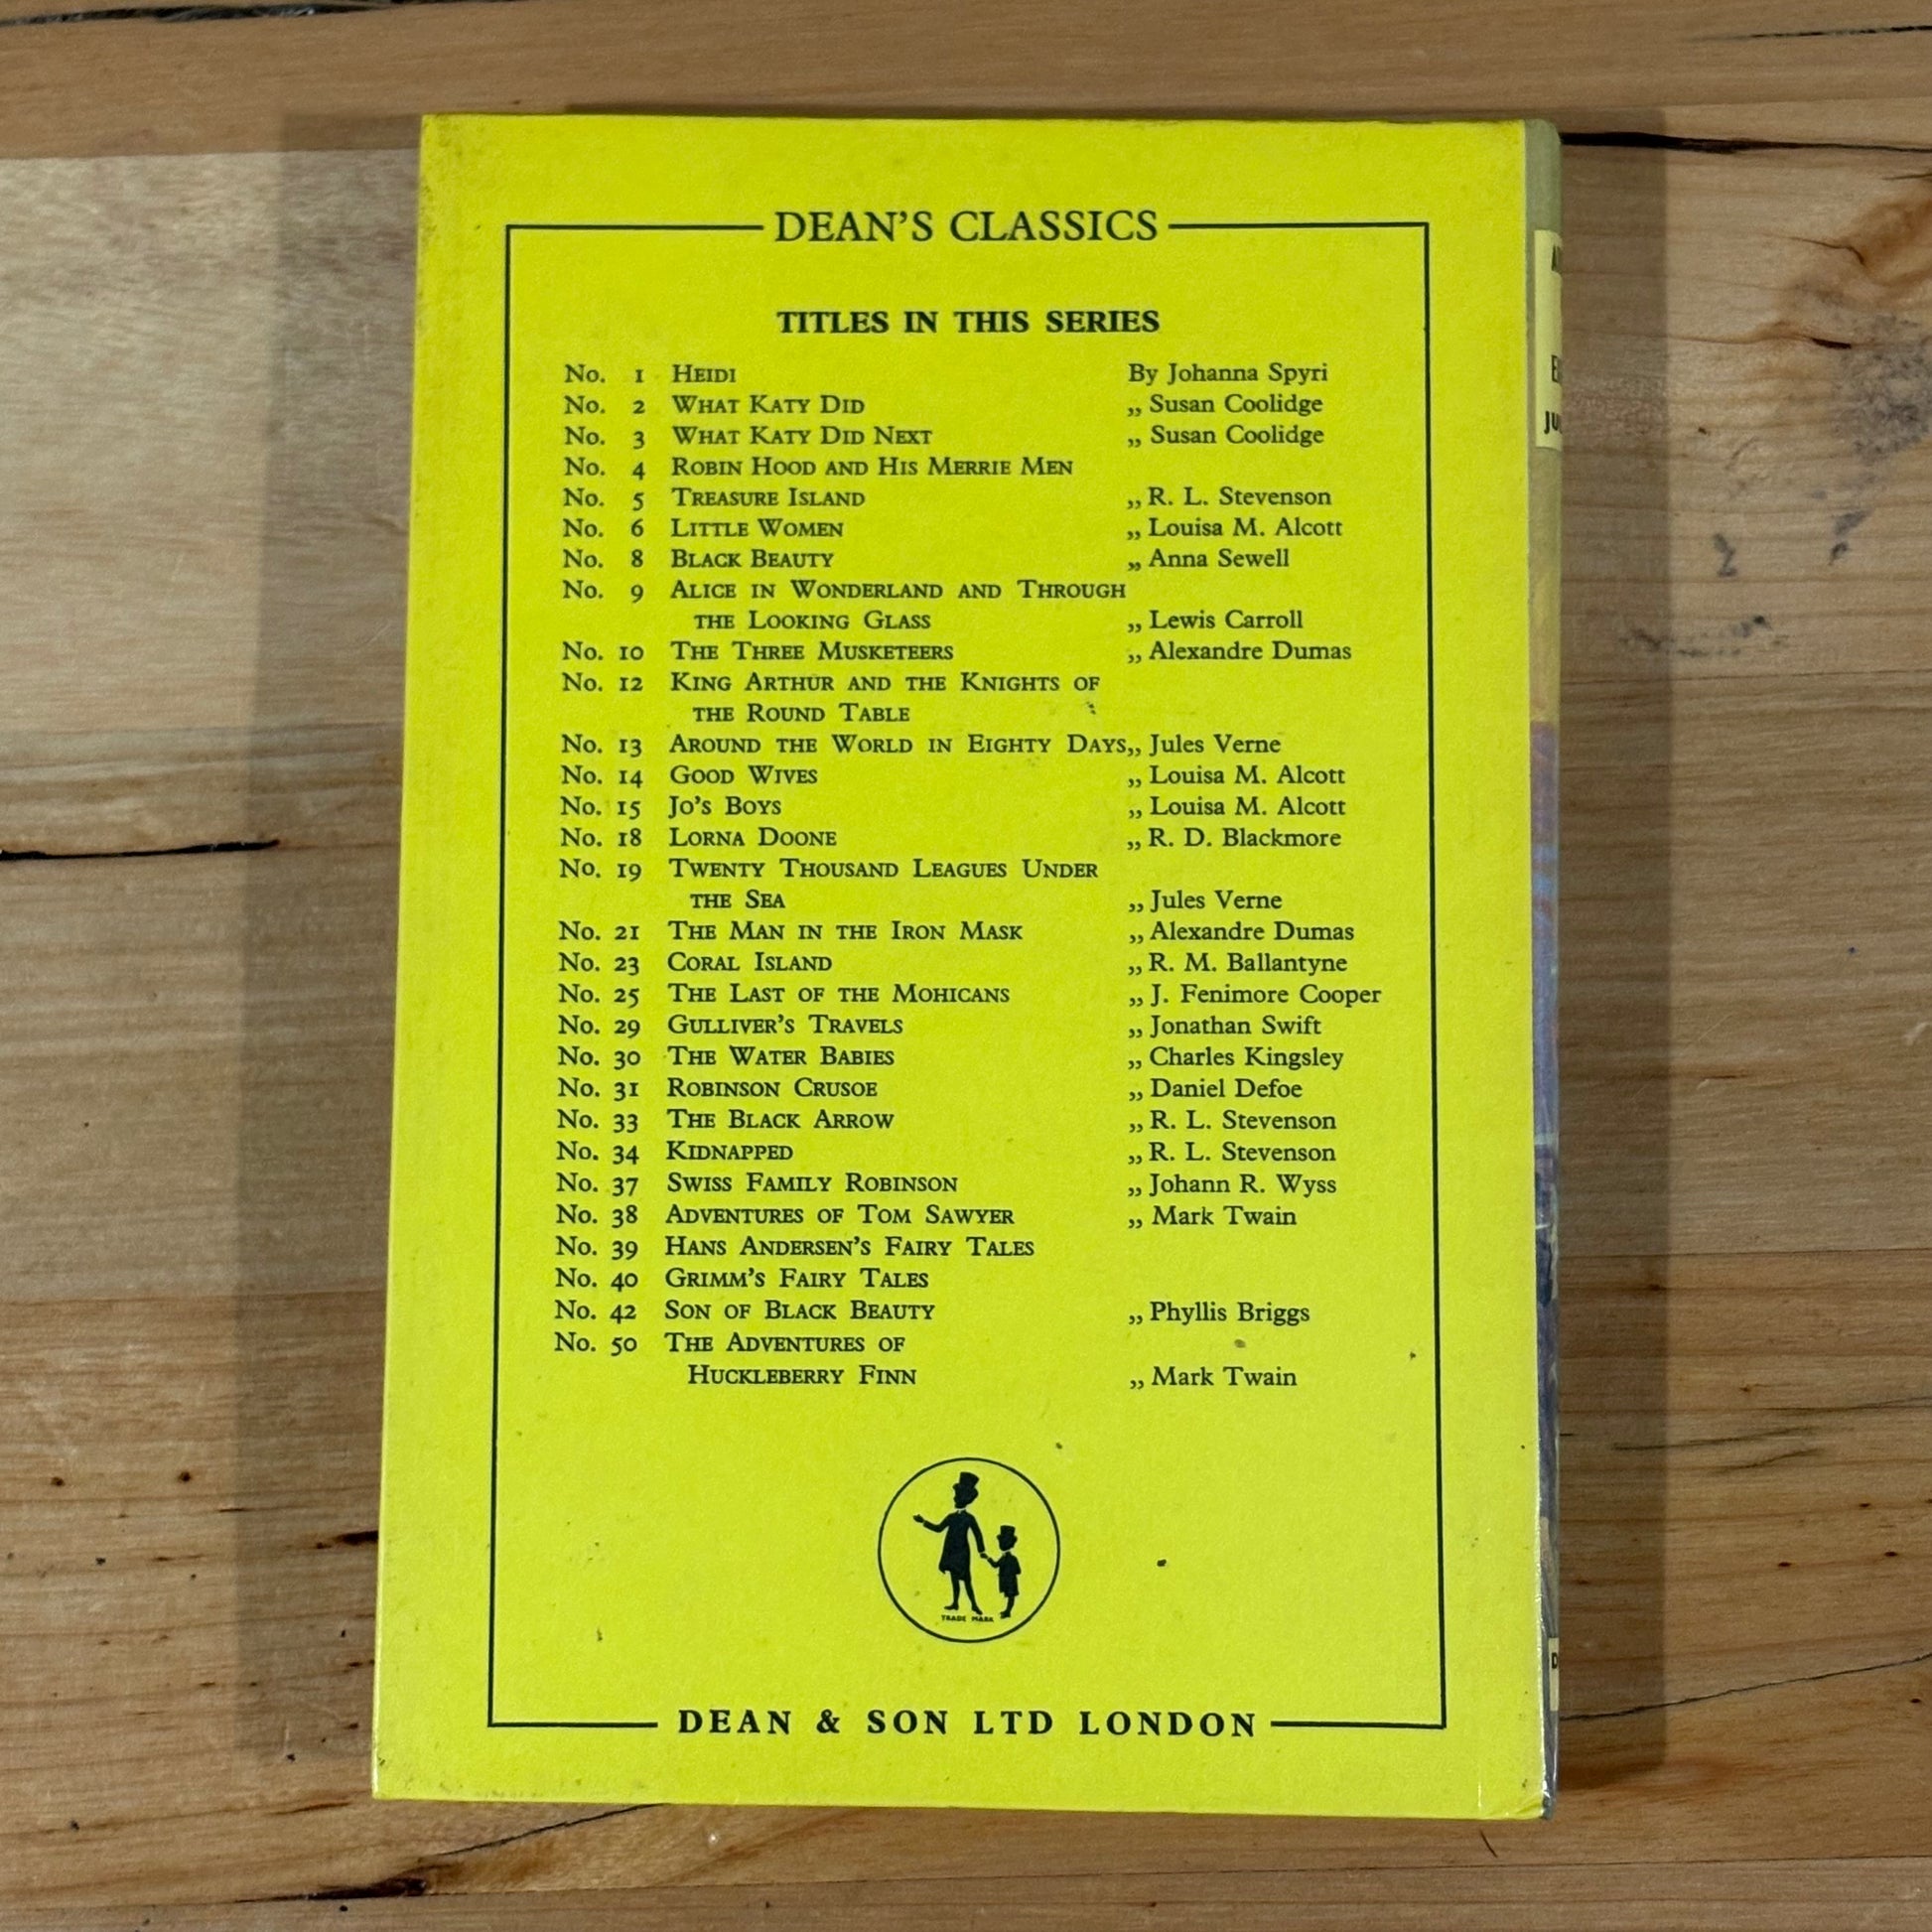 DEAN'S CLASSICS
TITLES IN THIS SERIES
No. 1 HEIDI By Johanna Spyri
No. 2 WHAT KATY DID ,, Susan Coolidge
No. 3 WHAT KATY DID NEXT ,, Susan Coolidge
No. 4 ROBIN HOOD AND HIS MERRIE MEN
No. 5 TREASURE ISLAND ,, R. L. Stevenson
No. 6 LITTLE WOMEN ,, Louisa M. Alcott
No. 8 BLACK BEAUTY ,, Anna Sewell
No. 9 ALICE IN WONDERLAND AND THROUGH
THE LOOKING GLASS ,, Lewis Carroll
No. 10 THE THREE MUSKETEERS ,, Alexandre Dumas
No. 12 KING ARTHUR AND THE KNIGHTS OF
THE ROUND TABLE
No. 13 AROUND THE WORLD IN EIGHTY DAYS,, Jules Verne
No. 14 GOOD WIVES ,, Louisa M. Alcott
No. 15 JO'S BOYS ,, Louisa M. Alcott
No. 18 LORNA DOONE ,, R. D. Blackmore
No. 19 TWENTY THOUSAND LEAGUES UNDER
THE SEA ,, Jules Verne
No. 21 THE MAN IN THE IRON MASK ,, Alexandre Dumas
No. 23 CORAL ISLAND ,, R. M. Ballantyne
No. 25 THE LAST OF THE MOHICANS ,, J. Fenimore Cooper
No. 29 GULLIVER'S TRAVELS ,, Jonathan Swift
No. 30 THE WATER BABIES ,, Charles Kingsley
No. 31 ROBINSON CRUSOE ,, Daniel Defoe
No. 33 THE BLACK ARROW ,, R. L. Stevenson
No. 34 KIDNAPPED ,, R. L. Stevenson
No. 37 SWISS FAMILY ROBINSON ,, Johann R. Wyss
No. 38 ADVENTURES OF TOM SAWYER ,, Mark Twain
No. 39 HANS ANDERSEN'S FAIRY TALES
No. 40 GRIMM'S FAIRY TALES
No. 42 SON OF BLACK BEAUTY ,, Phyllis Briggs
No. 50 THE ADVENTURES OF
HUCKLEBERRY FINN ,, Mark Twain
TRADE MARK
DEAN & SON LTD LONDON